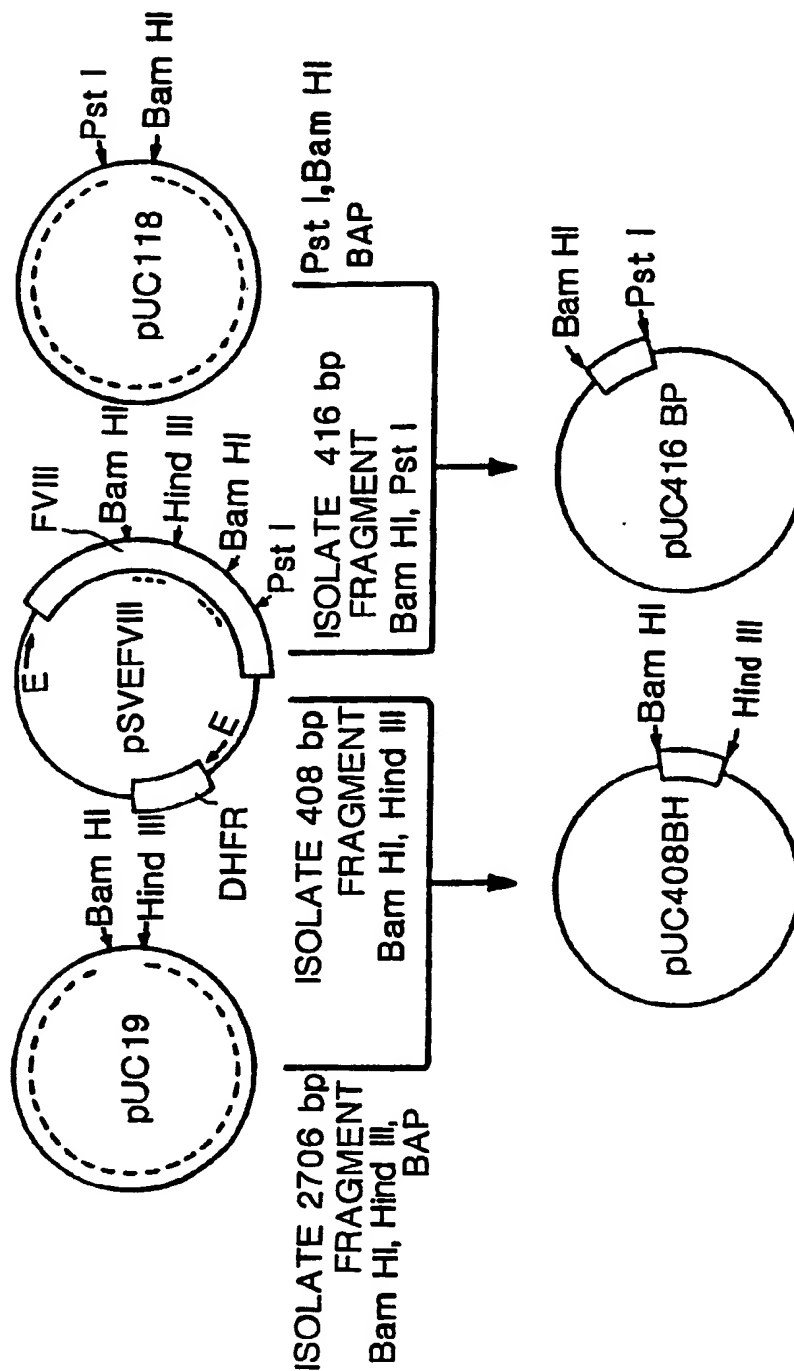 pUC19
Bam HI
Hind III
pSVEFVIII
E
E
DHFR
FVIII
Bam HI
Hind III
Bam HI
Pst I
pUC118
Pst I
Bam HI
ISOLATE 2706 bp
FRAGMENT
Bam HI, Hind III,
BAP
ISOLATE 408 bp
FRAGMENT
Bam HI, Hind III
ISOLATE 416 bp
FRAGMENT
Bam HI, Pst I
Pst I,Bam HI
BAP
pUC408BH
Bam HI
Hind III
pUC416 BP
Bam HI
Pst I